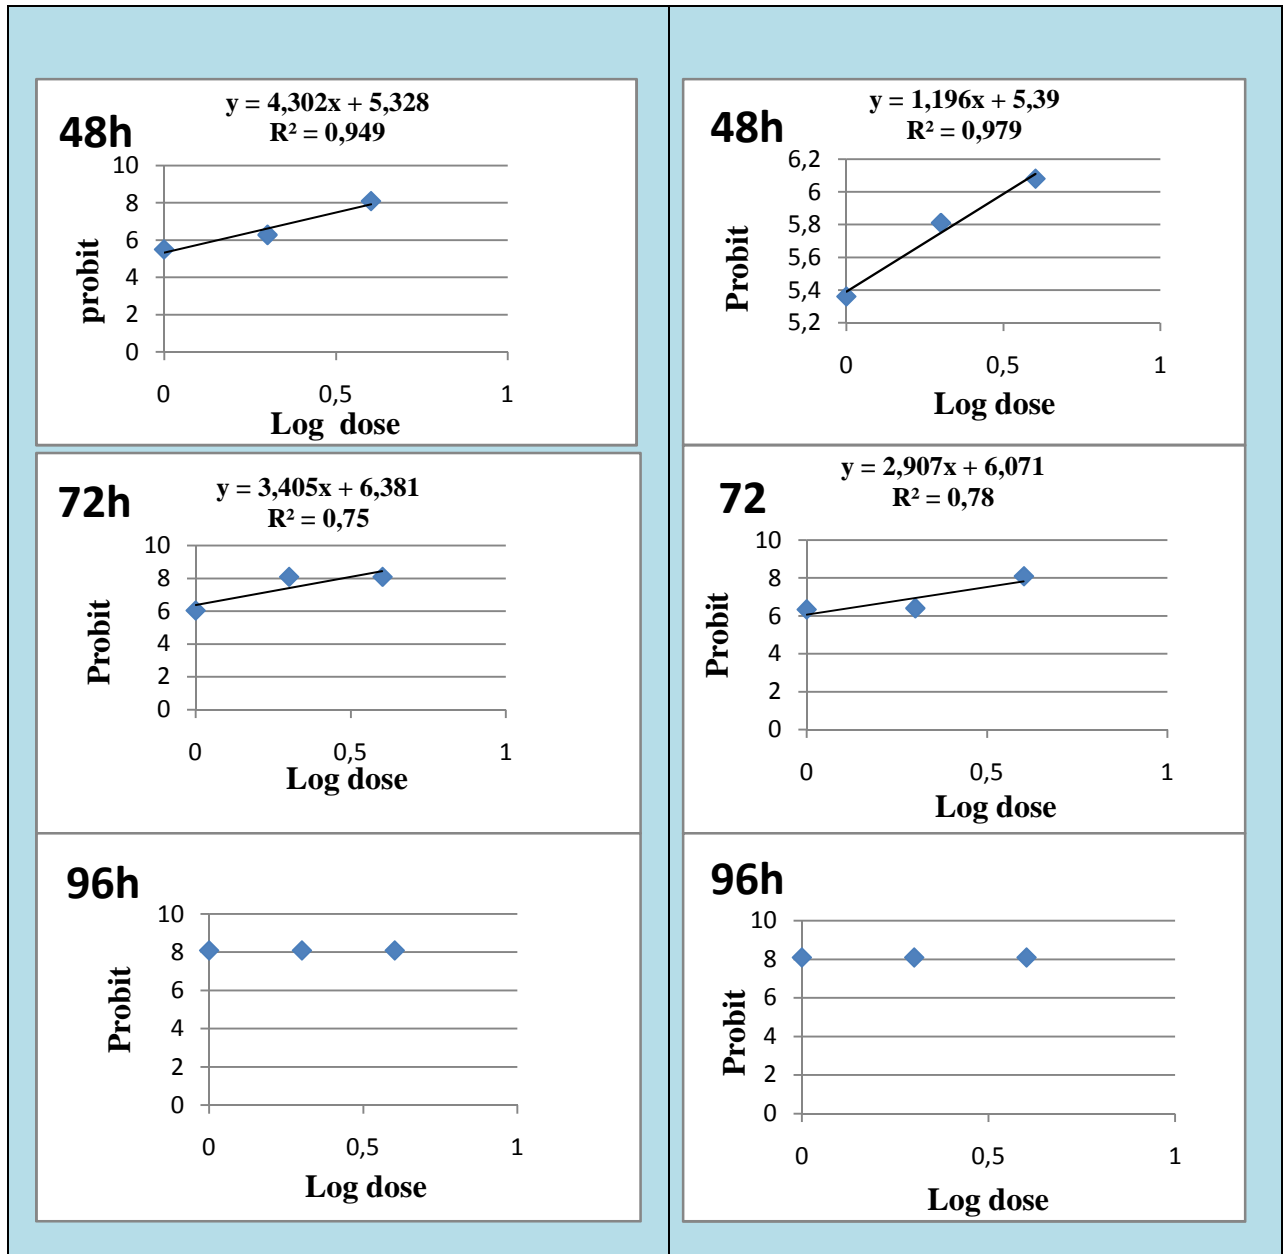 48h
y = 4,302x + 5,328
R² = 0,949
10
8
6
4
2
0
probit
0 0,5 1
Log dose
48h
y = 1,196x + 5,39
R² = 0,979
6,2
6
5,8
5,6
5,4
5,2
Probit
0 0,5 1
Log dose
72h
y = 3,405x + 6,381
R² = 0,75
10
8
6
4
2
0
Probit
0 0,5 1
Log dose
72
y = 2,907x + 6,071
R² = 0,78
10
8
6
4
2
0
Probit
0 0,5 1
Log dose
96h
10
8
6
4
2
0
Probit
0 0,5 1
Log dose
96h
10
8
6
4
2
0
Probit
0 0,5 1
Log dose